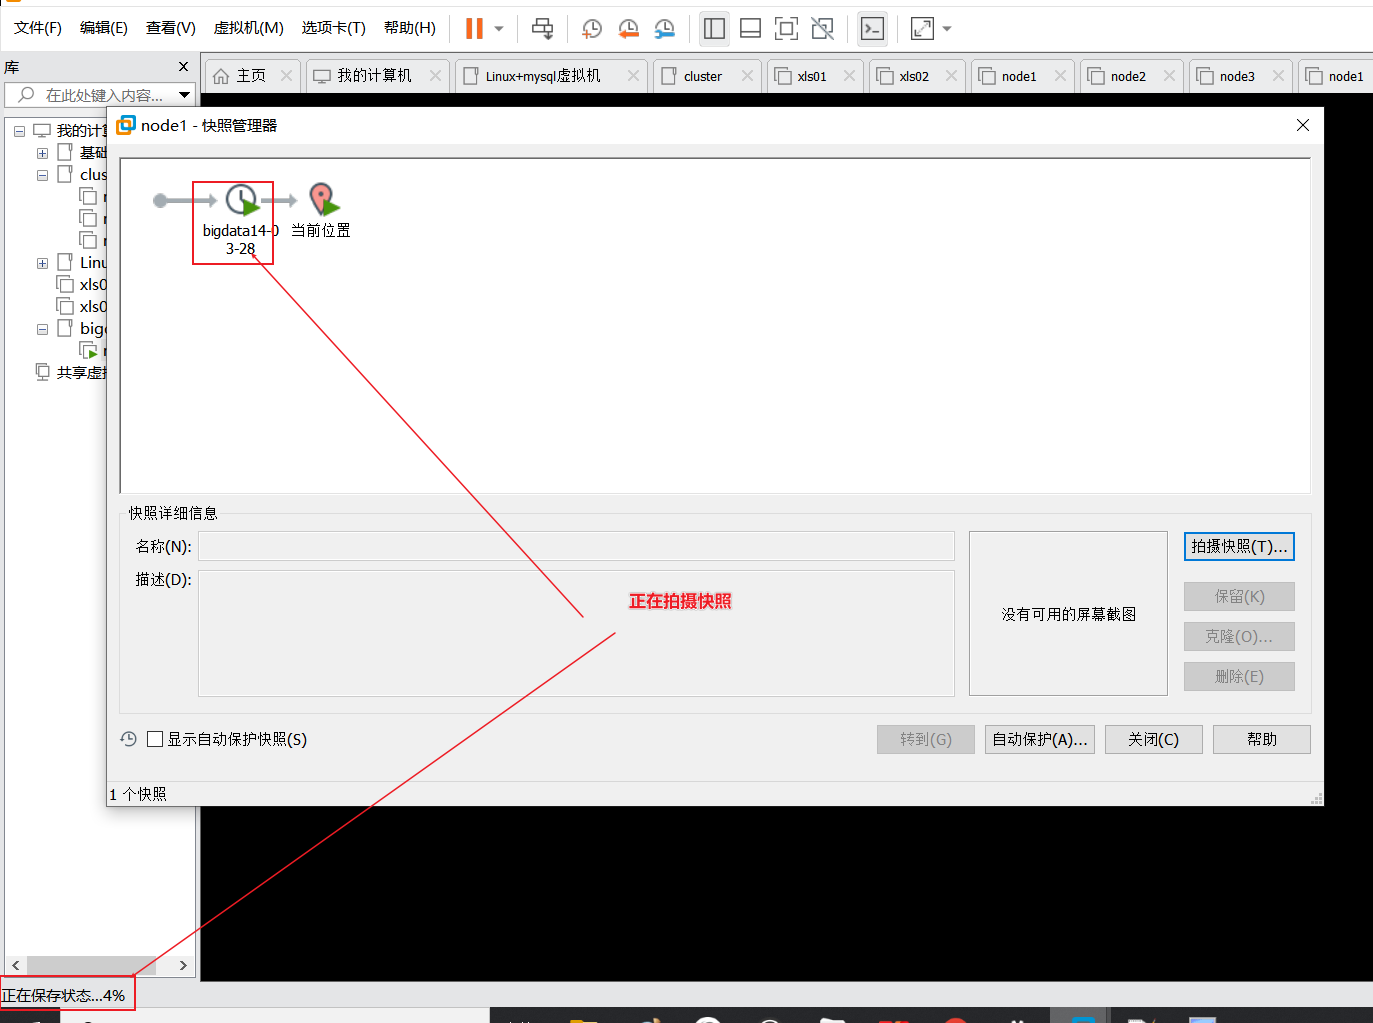 文件(F) 编辑(E) 查看(V) 虚拟机(M) 选项卡(T) 帮助(H)
库
在此处键入内容...
主页 我的计算机 Linux+mysql虚拟机 cluster xls01 xls02 node1 node2 node3 node1
我的计
基础
clus
Linu
xls0
xls0
bigd
共享虚拟
node1 - 快照管理器
bigdata14-0
3-28
当前位置
快照详细信息
名称(N):
描述(D):
正在拍摄快照
没有可用的屏幕截图
拍摄快照(T)...
保留(K)
克隆(O)...
删除(E)
显示自动保护快照(S)
转到(G) 自动保护(A)... 关闭(C) 帮助
1 个快照
正在保存状态...4%